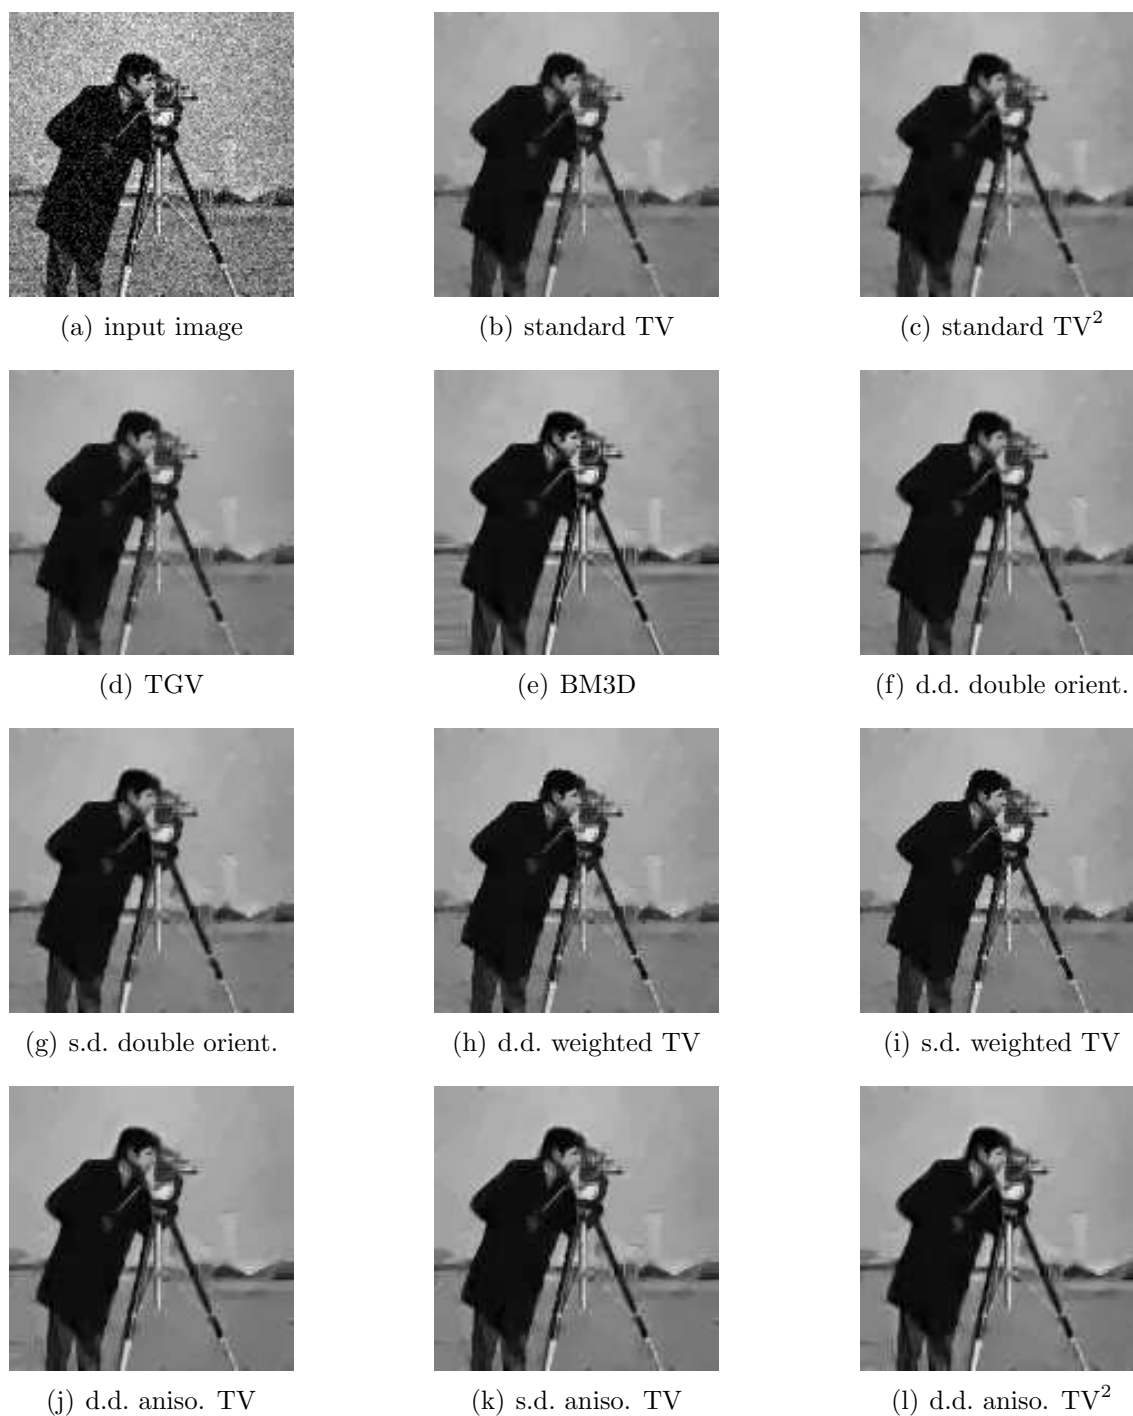 (a) input image
(b) standard TV
(c) standard TV²
(d) TGV
(e) BM3D
(f) d.d. double orient.
(g) s.d. double orient.
(h) d.d. weighted TV
(i) s.d. weighted TV
(j) d.d. aniso. TV
(k) s.d. aniso. TV
(l) d.d. aniso. TV²